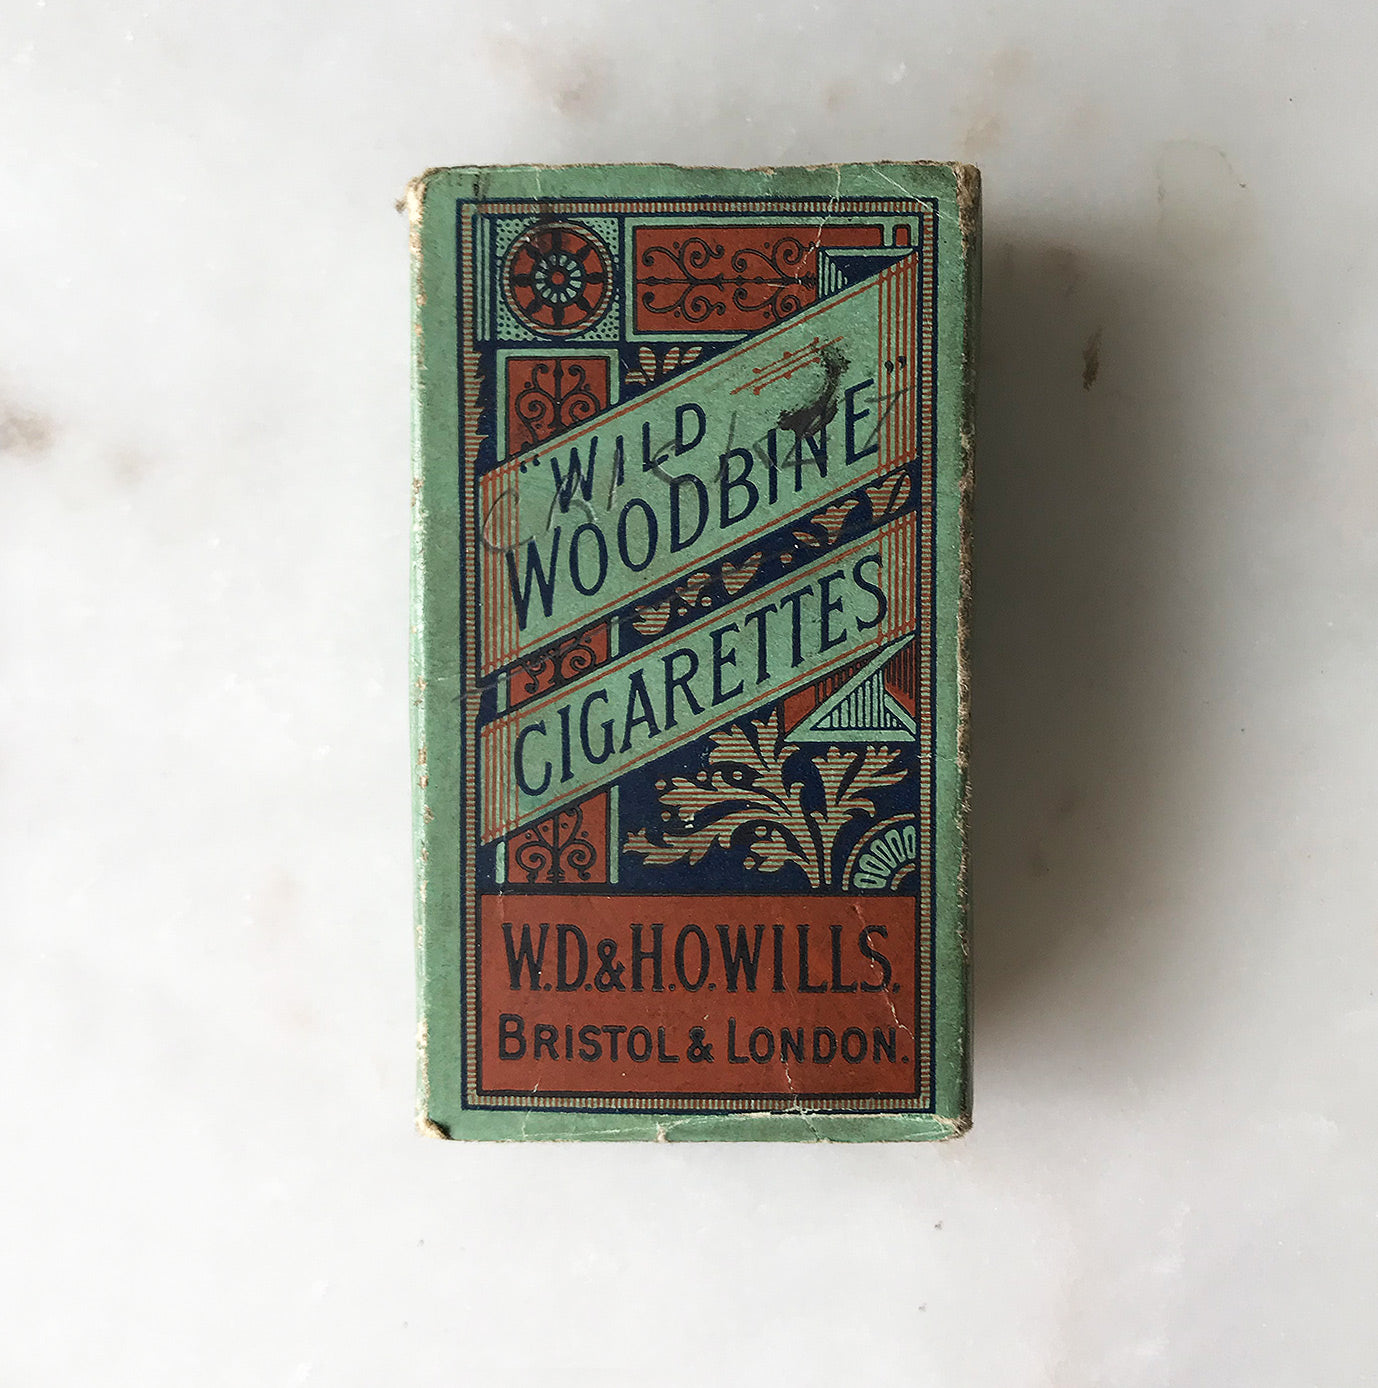 "WILD
WOODBINE"
CIGARETTES
W.D.&H.O.WILLS.
BRISTOL & LONDON.